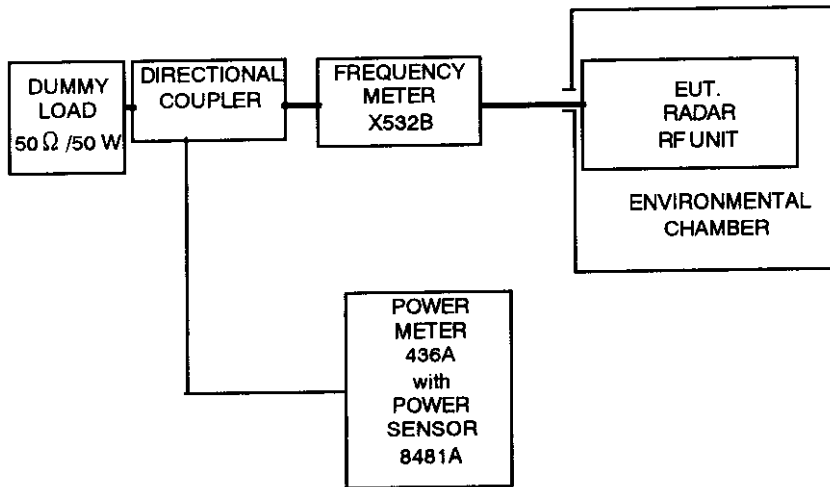 DUMMY
LOAD
50 Ω /50 W
DIRECTIONAL
COUPLER
FREQUENCY
METER
X532B
EUT.
RADAR
RF UNIT
ENVIRONMENTAL
CHAMBER
POWER
METER
436A
with
POWER
SENSOR
8481A